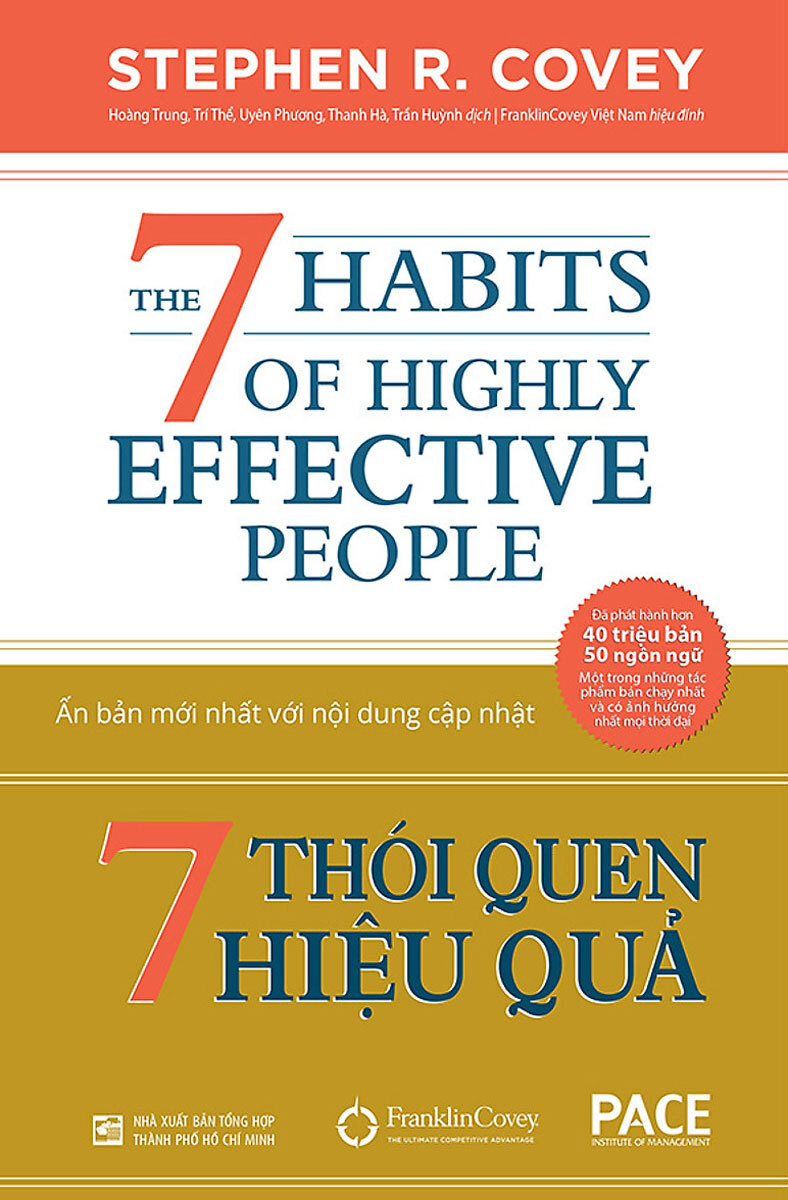 STEPHEN R. COVEY
Hoàng Trung, Trí Thể, Uyên Phương, Thanh Hà, Trần Huỳnh dịch | FranklinCovey Việt Nam hiệu đính
THE 7 HABITS
OF HIGHLY
EFFECTIVE
PEOPLE
Đã phát hành hơn
40 triệu bản
50 ngôn ngữ
Một trong những tác
phẩm bán chạy nhất
và có ảnh hưởng
nhất mọi thời đại
Ấn bản mới nhất với nội dung cập nhật
7 THÓI QUEN
HIỆU QUẢ
NHÀ XUẤT BẢN TỔNG HỢP
THÀNH PHỐ HỒ CHÍ MINH
FranklinCovey
THE ULTIMATE COMPETITIVE ADVANTAGE
PACE
INSTITUTE OF MANAGEMENT